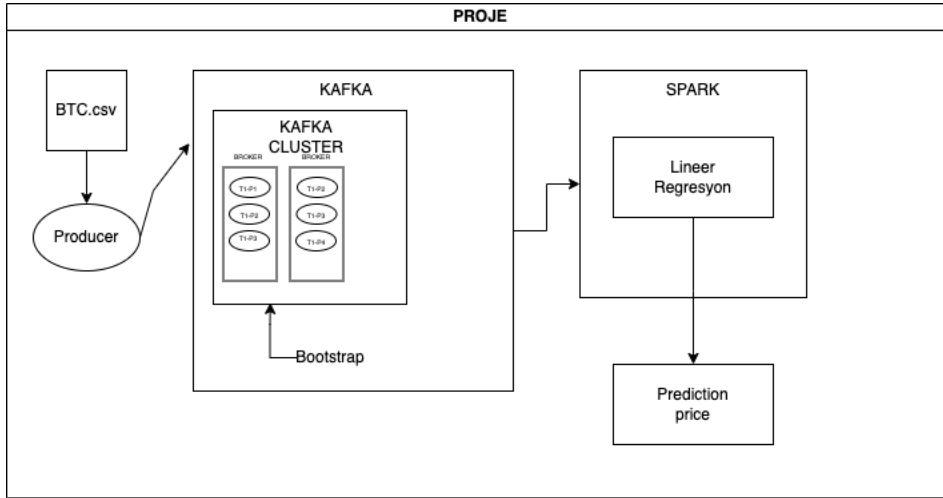 PROJE
BTC.csv
Producer
KAFKA
KAFKA
CLUSTER
BROKER
T1-P1
T1-P2
T1-P3
BROKER
T1-P2
T1-P3
T1-P4
Bootstrap
SPARK
Lineer
Regresyon
Prediction
price